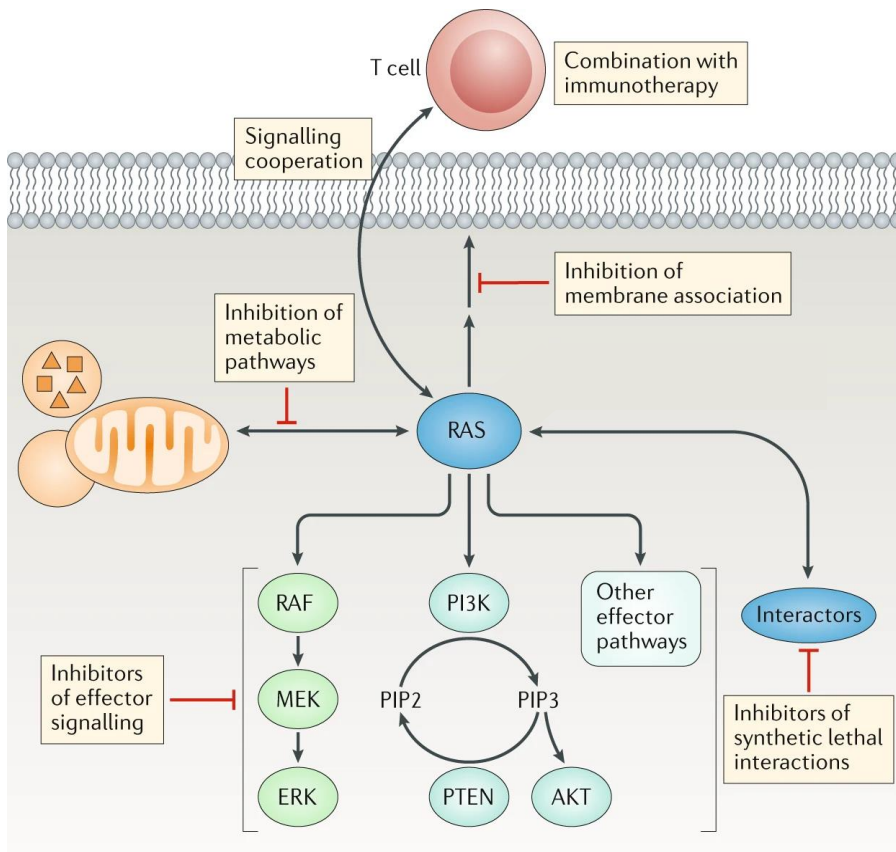 T cell
Combination with
immunotherapy
Signalling
cooperation
Inhibition of
membrane association
Inhibition of
metabolic
pathways
RAS
RAF
PI3K
Other
effector
pathways
Interactors
Inhibitors
of effector
signalling
MEK
PIP2
PIP3
Inhibitors of
synthetic lethal
interactions
ERK
PTEN
AKT